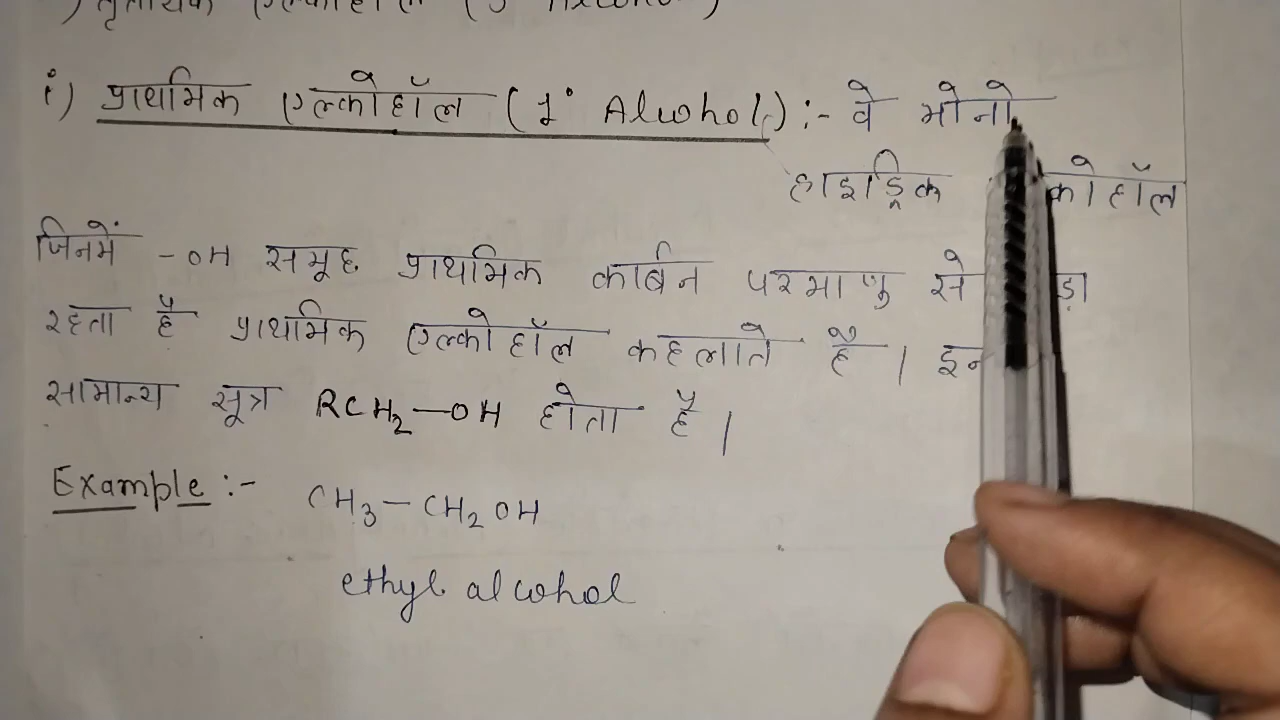 i) प्राथमिक एल्कोहॉल (1° Alcohol) :- वे मोनो
हाइड्रिक कोहॉल
जिनमें -OH समूह प्राथमिक कार्बन परमाणु से ड़ा
रहता है प्राथमिक एल्कोहॉल कहलाते है। इन
सामान्य सूत्र RCH₂—OH होता है।
Example :- CH₃ — CH₂OH
ethyl alcohol